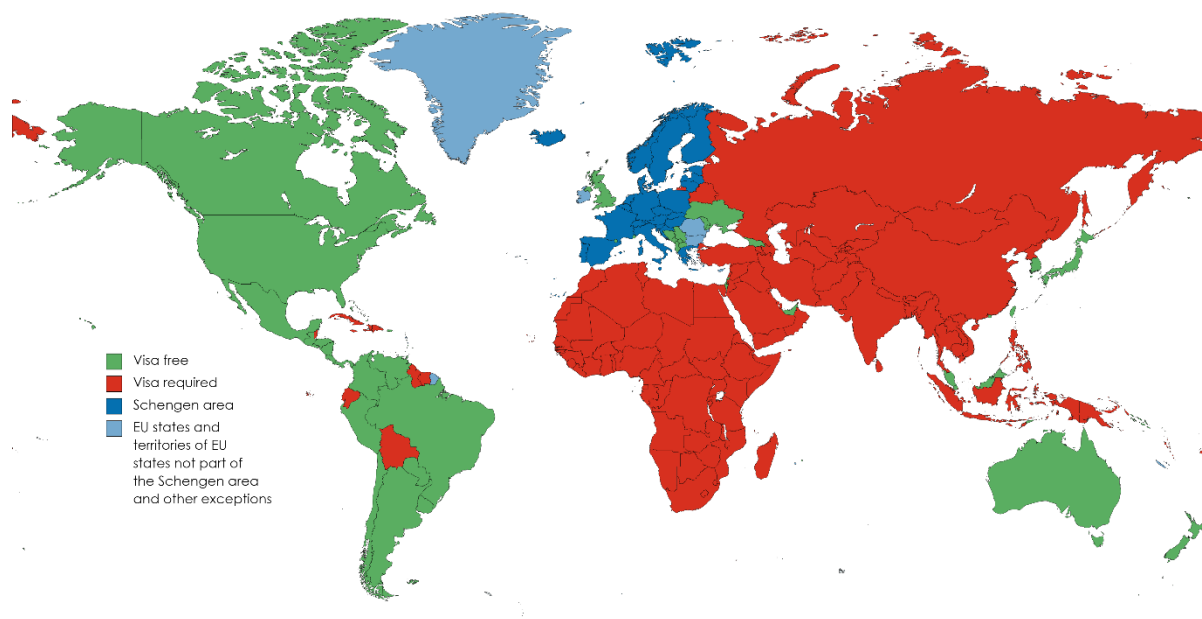 Visa free
Visa required
Schengen area
EU states and
territories of EU
states not part of
the Schengen area
and other exceptions